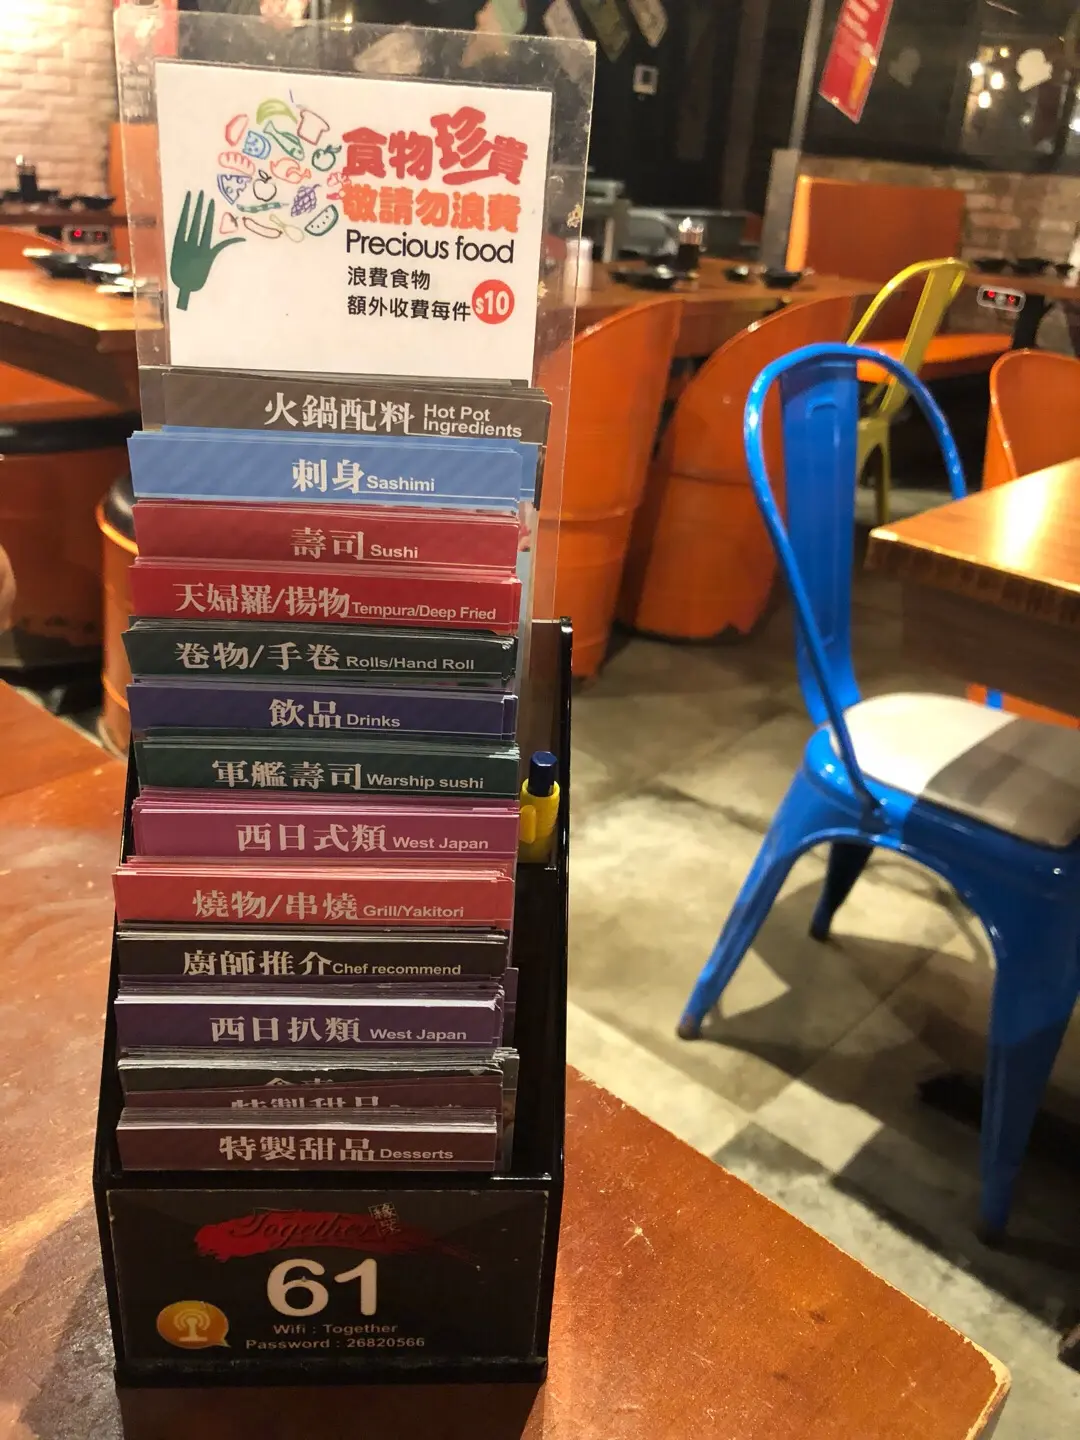 食物珍貴
敬請勿浪費
Precious food
浪費食物
額外收費每件 $10
火鍋配料 Hot Pot Ingredients
刺身 Sashimi
壽司 Sushi
天婦羅/揚物 Tempura/Deep Fried
卷物/手卷 Rolls/Hand Roll
飲品 Drinks
軍艦壽司 Warship sushi
西日式類 West Japan
燒物/串燒 Grill/Yakitori
廚師推介 Chef recommend
西日扒類 West Japan
特製甜品
特製甜品 Desserts
Together
61
Wifi : Together
Password : 26820566